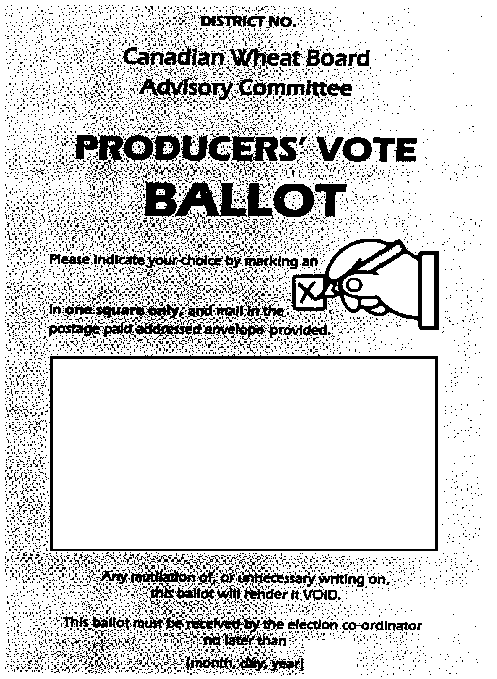 DISTRICT NO.
Canadian Wheat Board
Advisory Committee
PRODUCERS' VOTE
BALLOT
Please indicate your choice by marking an
X
in one square only, and mail in the
postage paid addressed envelope provided.
Any mutilation of, or unnecessary writing on,
this ballot will render it VOID.
This ballot must be received by the election co-ordinator
no later than
[month, day, year]